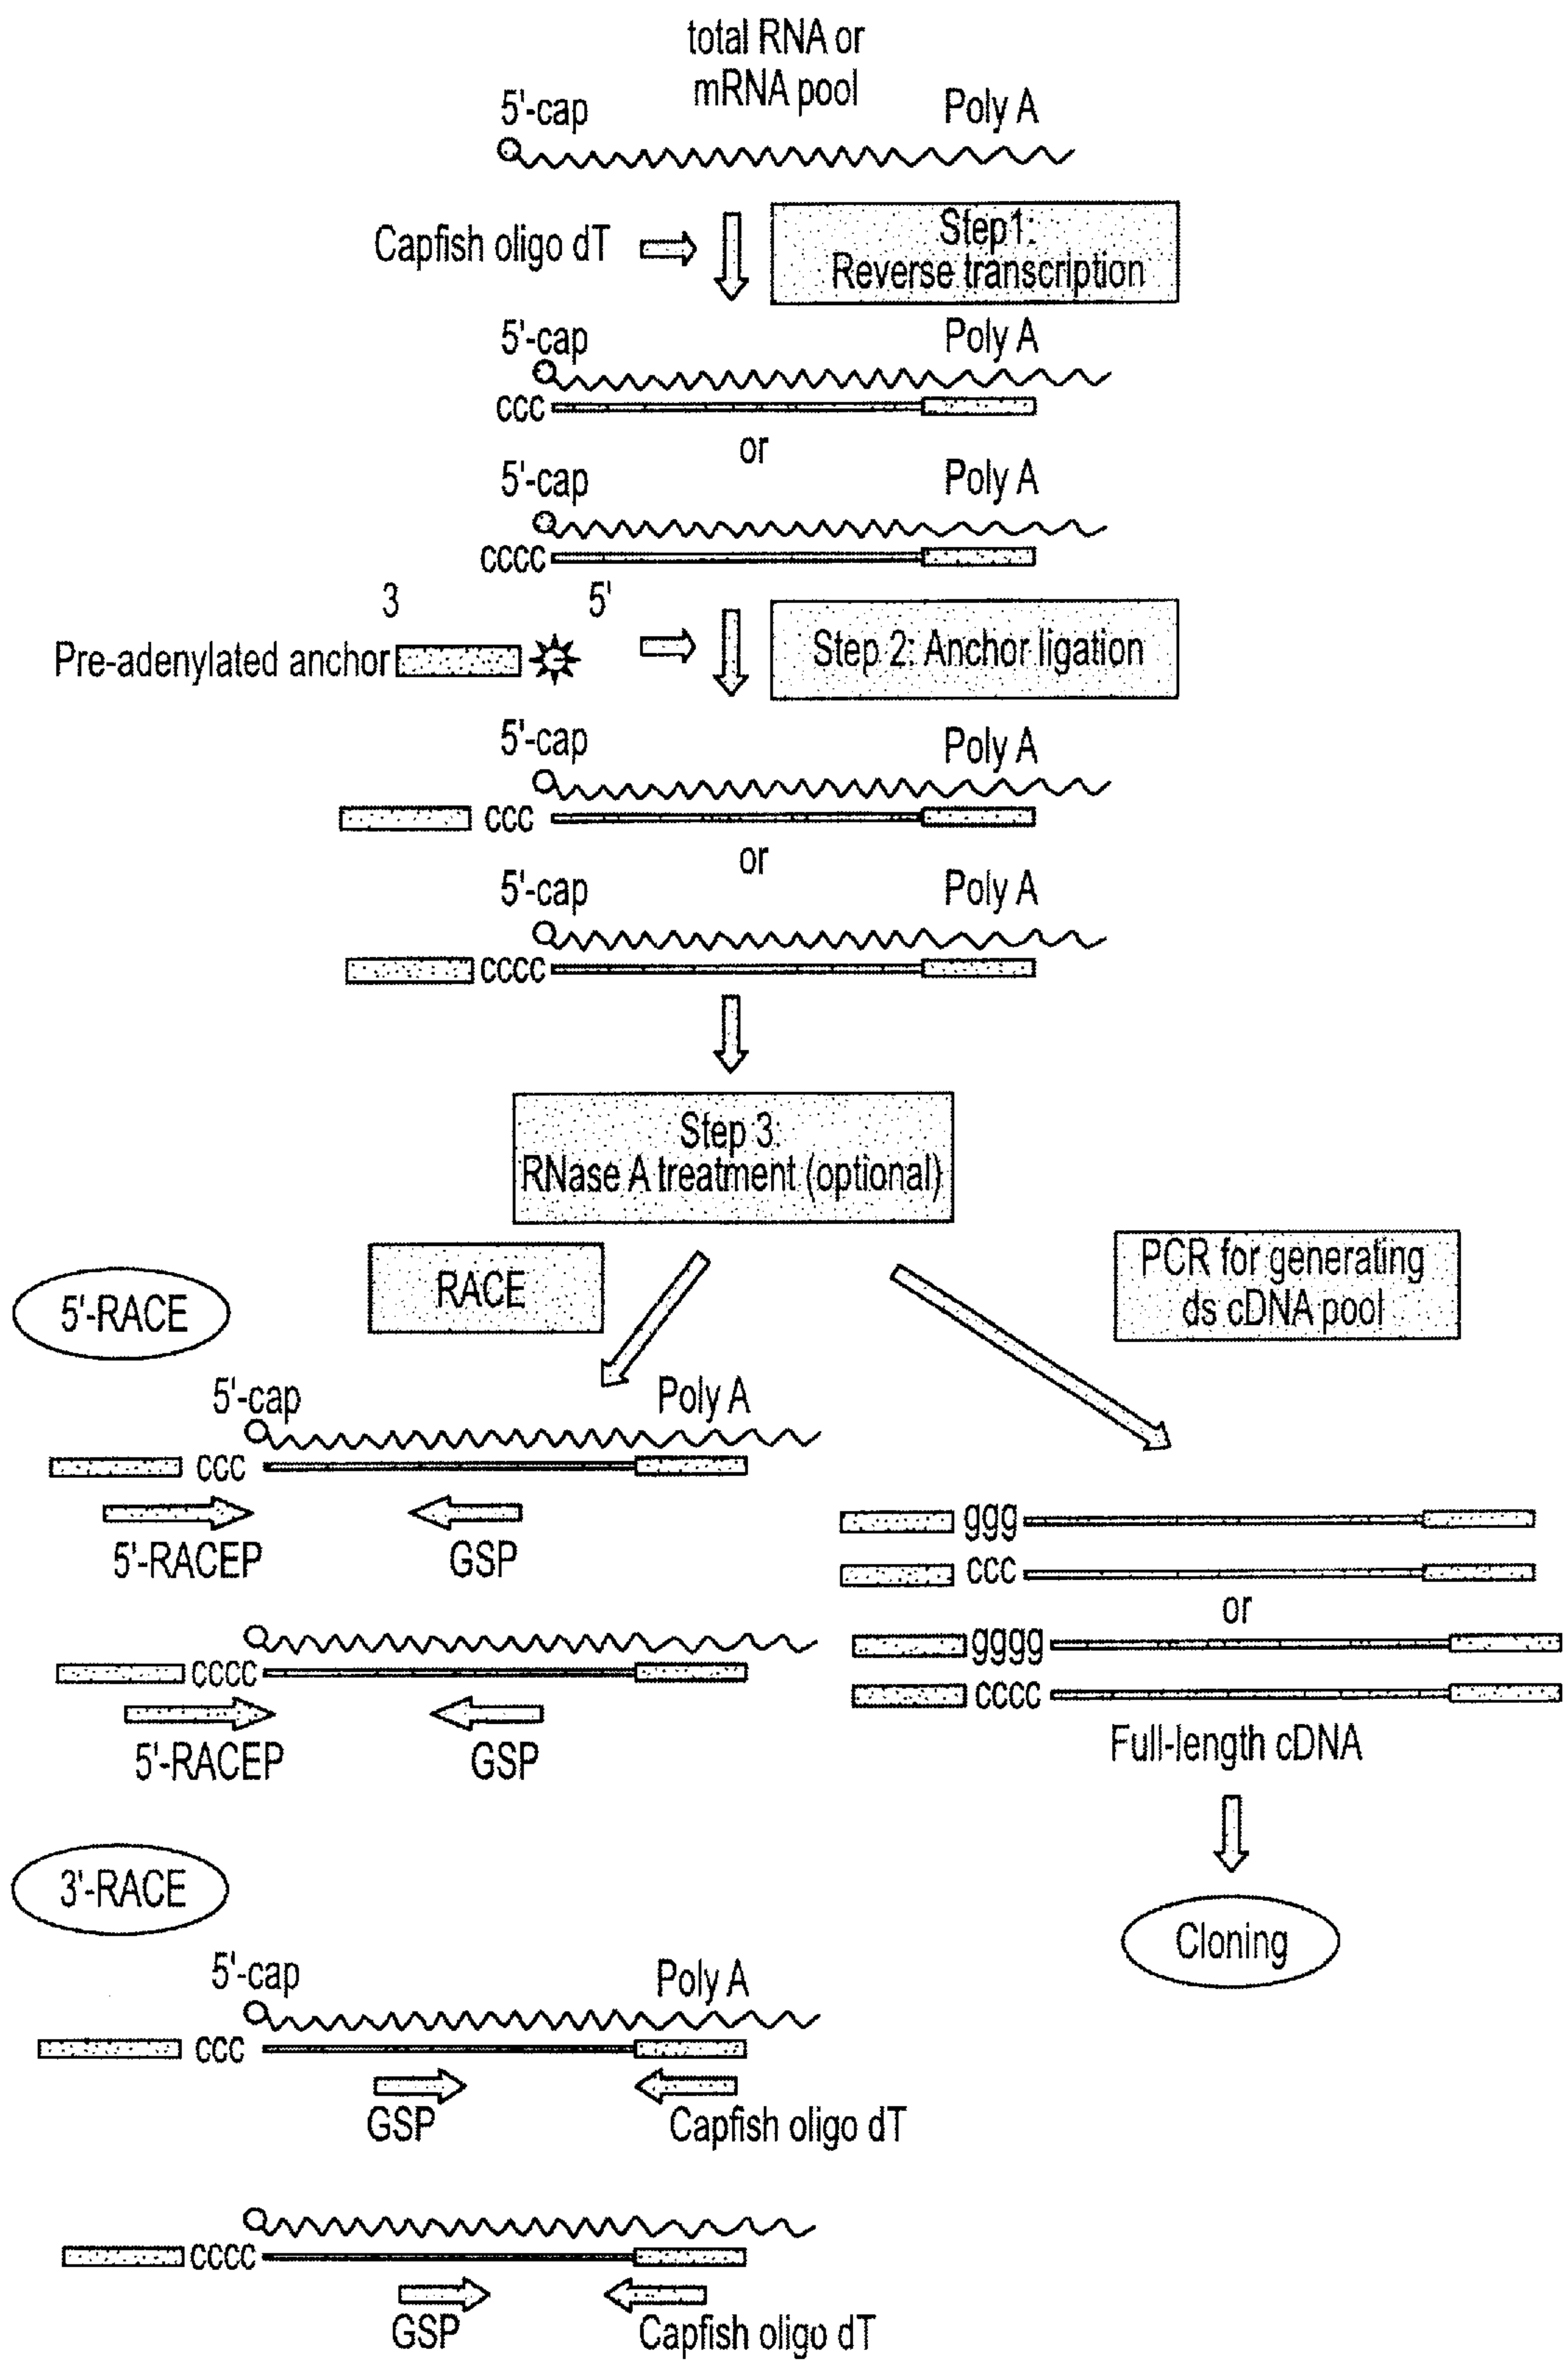 total RNA or
mRNA pool
5'-cap
Poly A
Capfish oligo dT
Step1:
Reverse transcription
5'-cap
Poly A
CCC
or
5'-cap
Poly A
CCCC
3
5'
Pre-adenylated anchor
Step 2: Anchor ligation
5'-cap
Poly A
CCC
or
5'-cap
Poly A
CCCC
Step 3:
RNase A treatment (optional)
RACE
PCR for generating
ds cDNA pool
5'-RACE
5'-cap
Poly A
CCC
5'-RACEP
GSP
CCCC
5'-RACEP
GSP
ggg
CCC
or
gggg
CCCC
Full-length cDNA
Cloning
3'-RACE
5'-cap
Poly A
CCC
GSP
Capfish oligo dT
CCCC
GSP
Capfish oligo dT